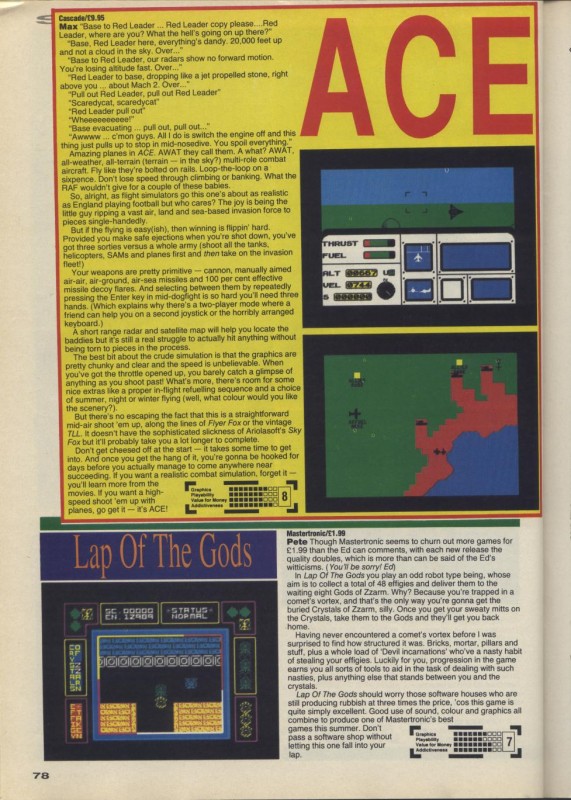 Cascade/£9.95
ACE
Max "Base to Red Leader ... Red Leader copy please....Red
Leader, where are you? What the hell's going on up there?"
"Base, Red Leader here, everything's dandy. 20,000 feet up
and not a cloud in the sky. Over..."
"Base to Red Leader, our radars show no forward motion.
You're losing altitude fast. Over..."
"Red Leader to base, dropping like a jet propelled stone, right
above you ... about Mach 2. Over..."
"Pull out Red Leader, pull out Red Leader"
"Scaredycat, scaredycat"
"Red Leader pull out"
"Wheeeeeeeeee!"
"Base evacuating ... pull out, pull out..."
"Awwww ... c'mon guys. All I do is switch the engine off and this
thing just pulls up to stop in mid-nosedive. You spoil everything."
Amazing planes in ACE. AWAT they call them. A what? AWAT,
all-weather, all-terrain (terrain — in the sky?) multi-role combat
aircraft. Fly like they're bolted on rails. Loop-the-loop on a
sixpence. Don't lose speed through climbing or banking. What the
RAF wouldn't give for a couple of these babies.
So, alright, as flight simulators go this one's about as realistic
as England playing football but who cares? The joy is being the
little guy ripping a vast air, land and sea-based invasion force to
pieces single-handedly.
But if the flying is easy(ish), then winning is flippin' hard.
Provided you make safe ejections when you're shot down, you've
got three sorties versus a whole army (shoot all the tanks,
helicopters, SAMs and planes first and then take on the invasion
fleet!)
Your weapons are pretty primitive — cannon, manually aimed
air-air, air-ground, air-sea missiles and 100 per cent effective
missile decoy flares. And selecting between them by repeatedly
pressing the Enter key in mid-dogfight is so hard you'll need three
hands. (Which explains why there's a two-player mode where a
friend can help you on a second joystick or the horribly arranged
keyboard.)
A short range radar and satellite map will help you locate the
baddies but it's still a real struggle to actually hit anything without
being torn to pieces in the process.
The best bit about the crude simulation is that the graphics are
pretty chunky and clear and the speed is unbelievable. When
you've got the throttle opened up, you barely catch a glimpse of
anything as you shoot past! What's more, there's room for some
nice extras like a proper in-flight refuelling sequence and a choice
of summer, night or winter flying (well, what colour would you like
the scenery?).
But there's no escaping the fact that this is a straightforward
mid-air shoot 'em up, along the lines of Flyer Fox or the vintage
TLL. It doesn't have the sophisticated slickness of Ariolasoft's Sky
Fox but it'll probably take you a lot longer to complete.
Don't get cheesed off at the start — it takes some time to get
into. And once you get the hang of it, you're gonna be hooked for
days before you actually manage to come anywhere near
succeeding. If you want a realistic combat simulation, forget it —
you'll learn more from the
movies. If you want a high-
speed shoot 'em up with
planes, go get it — it's ACE!
Graphics
Playability
Value for Money
Addictiveness
8
THRUST
FUEL
ALT 00667
VEL 0744
S 000000
Lap Of The Gods
SC. 00000
EN. 12404
-STATUS-
NORMAL
Mastertronic/£1.99
Pete Though Mastertronic seems to churn out more games for
£1.99 than the Ed can comments, with each new release the
quality doubles, which is more than can be said of the Ed's
witticisms. (You'll be sorry! Ed)
In Lap Of The Gods you play an odd robot type being, whose
aim is to collect a total of 48 effigies and deliver them to the
waiting eight Gods of Zzarm. Why? Because you're trapped in a
comet's vortex, and that's the only way you're gonna get the
buried Crystals of Zzarm, silly. Once you get your sweaty mitts on
the Crystals, take them to the Gods and they'll get you back
home.
Having never encountered a comet's vortex before I was
surprised to find how structured it was. Bricks, mortar, pillars and
stuff, plus a whole load of 'Devil incarnations' who've a nasty habit
of stealing your effigies. Luckily for you, progression in the game
earns you all sorts of tools to aid in the task of dealing with such
nasties, plus anything else that stands between you and the
crystals.
Lap Of The Gods should worry those software houses who are
still producing rubbish at three times the price, 'cos this game is
quite simply excellent. Good use of sound, colour and graphics all
combine to produce one of Mastertronic's best
games this summer. Don't
pass a software shop without
letting this one fall into your
lap.
Graphics
Playability
Value for Money
Addictiveness
7
78